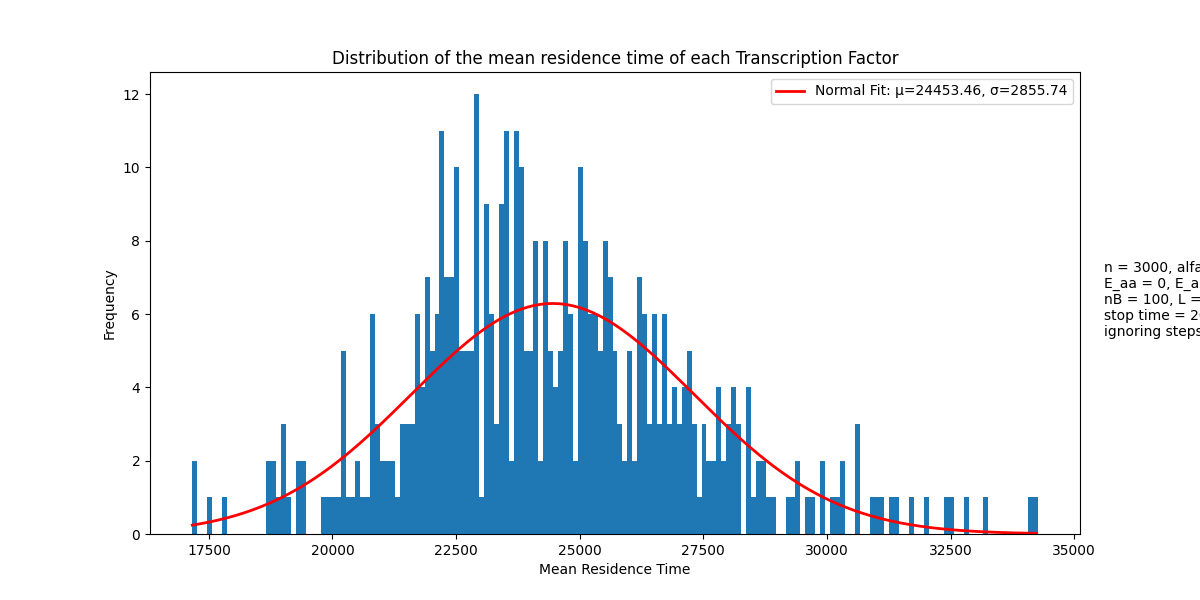 Distribution of the mean residence time of each Transcription Factor
Normal Fit: μ=24453.46, σ=2855.74
12
10
8
6
4
2
0
Frequency
17500 20000 22500 25000 27500 30000 32500 35000
Mean Residence Time
n = 3000, alfa
E_aa = 0, E_a
nB = 100, L =
stop time = 20
ignoring steps